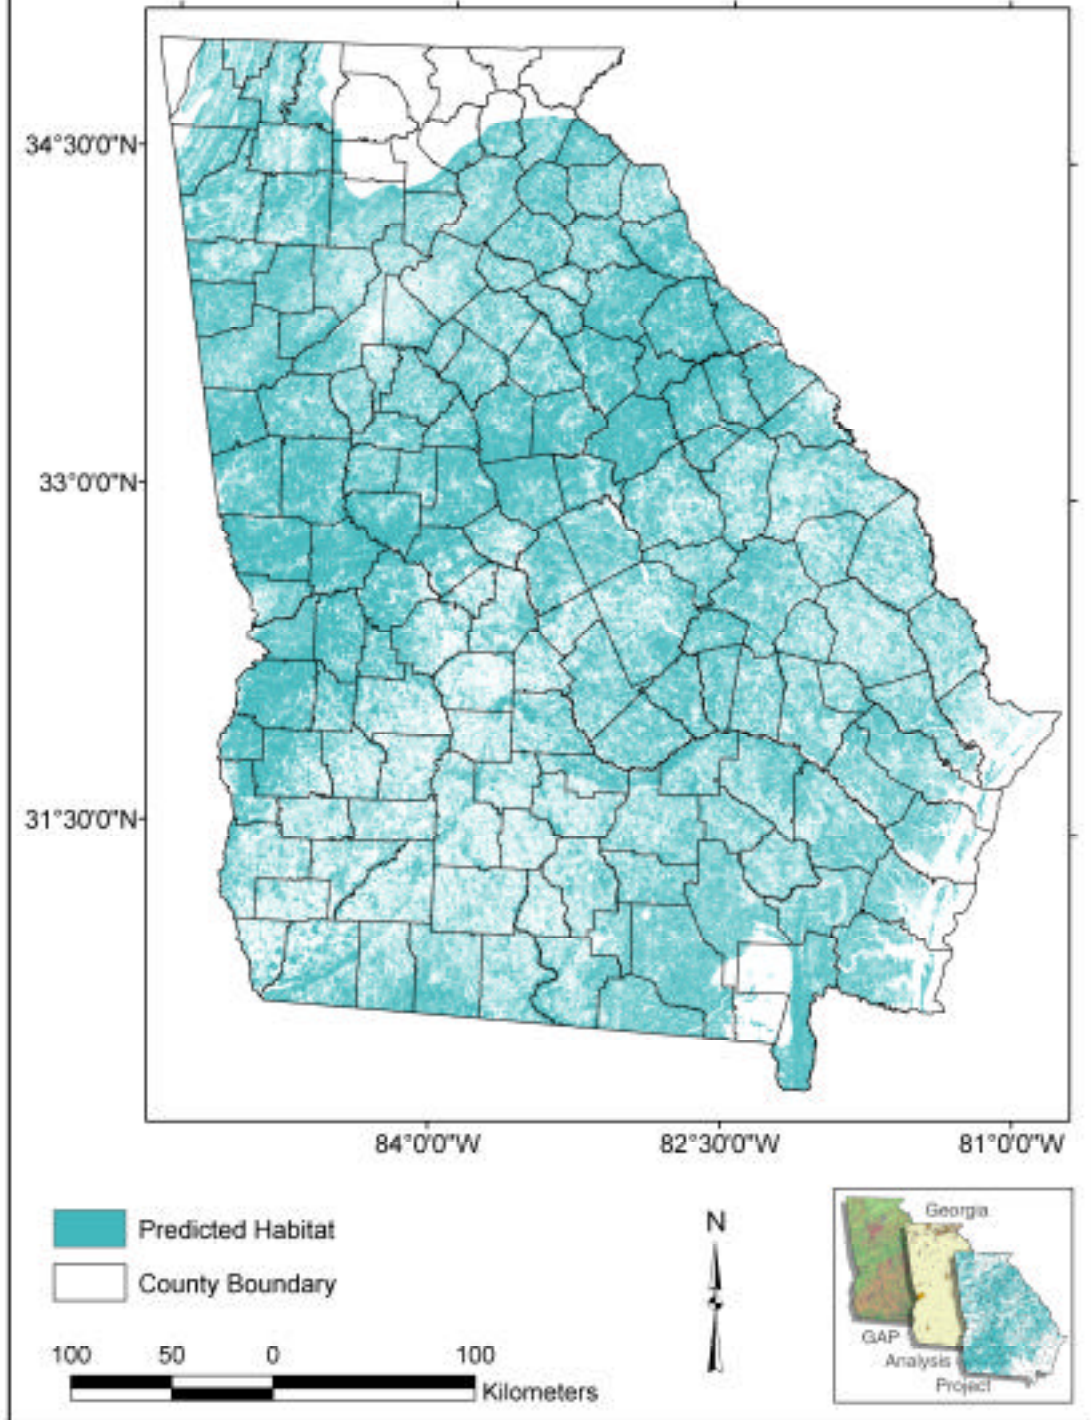 34°30'0"N
33°0'0"N
31°30'0"N
84°0'0"W 82°30'0"W 81°0'0"W
Predicted Habitat
County Boundary
N
100 50 0 100
Kilometers
Georgia
GAP
Analysis
Project